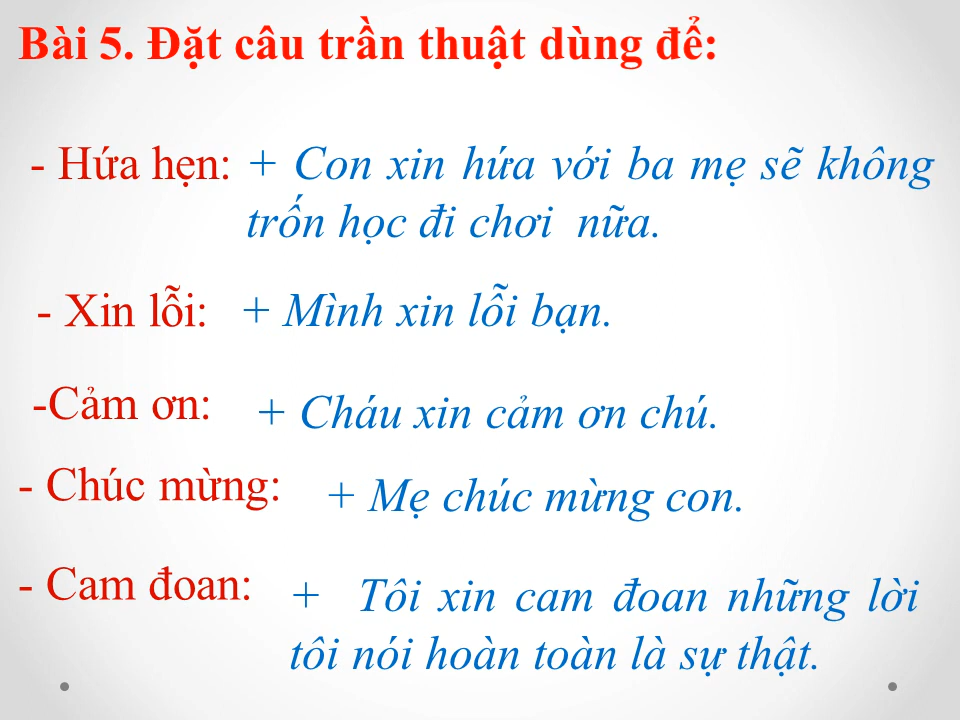 Bài 5. Đặt câu trần thuật dùng để:
- Hứa hẹn: + Con xin hứa với ba mẹ sẽ không
trốn học đi chơi nữa.
- Xin lỗi: + Mình xin lỗi bạn.
-Cảm ơn: + Cháu xin cảm ơn chú.
- Chúc mừng: + Mẹ chúc mừng con.
- Cam đoan: + Tôi xin cam đoan những lời
tôi nói hoàn toàn là sự thật.